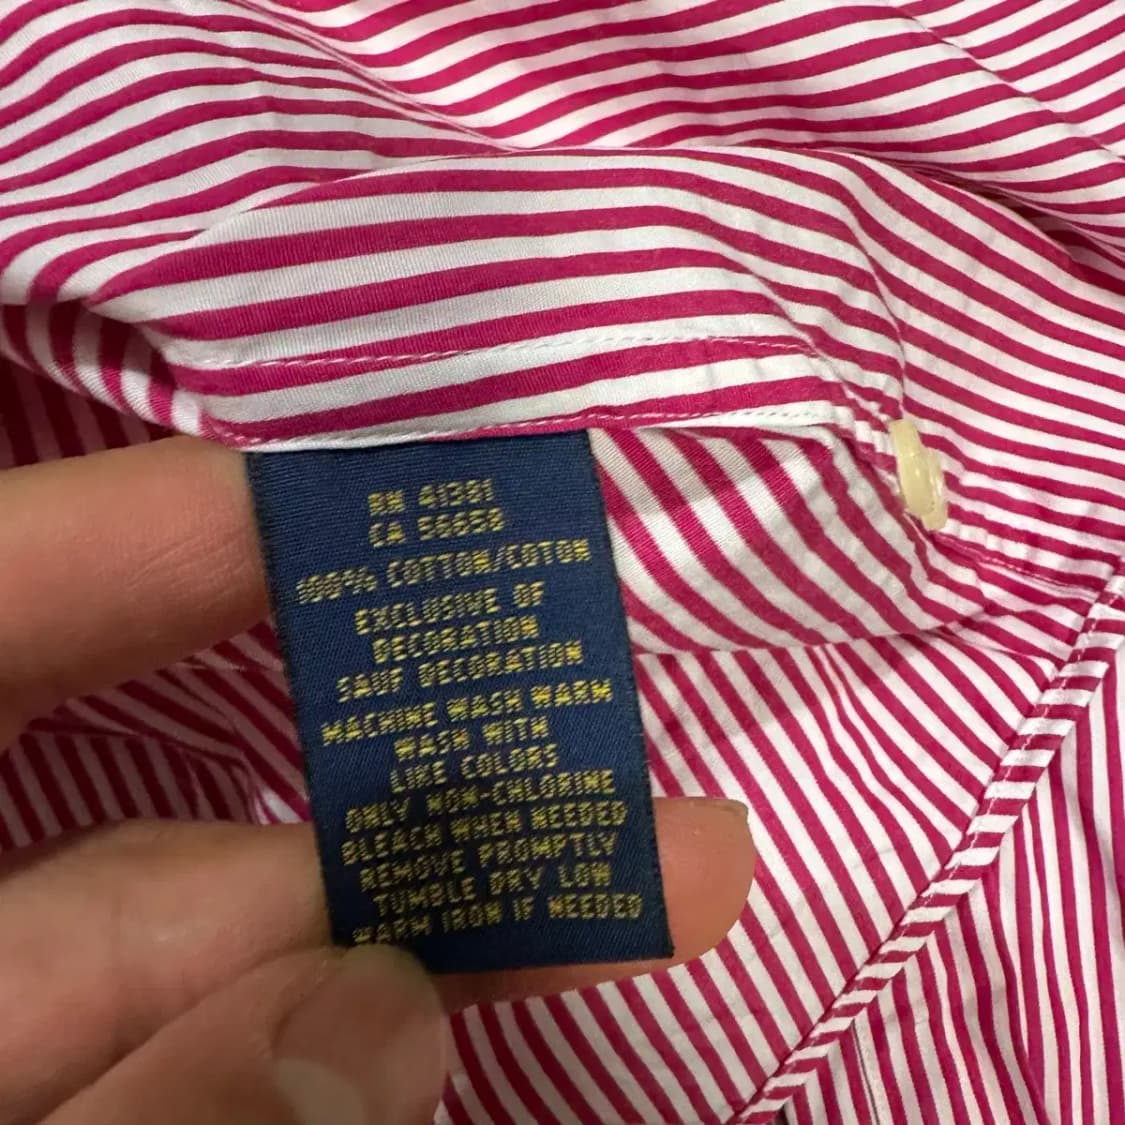 RN 41381
CA 56656
100% COTTON/COTON
EXCLUSIVE OF
DECORATION
SAUF DECORATION
MACHINE WASH WARM
WASH WITH
LIKE COLORS
ONLY NON-CHLORINE
BLEACH WHEN NEEDED
REMOVE PROMPTLY
TUMBLE DRY LOW
WARM IRON IF NEEDED